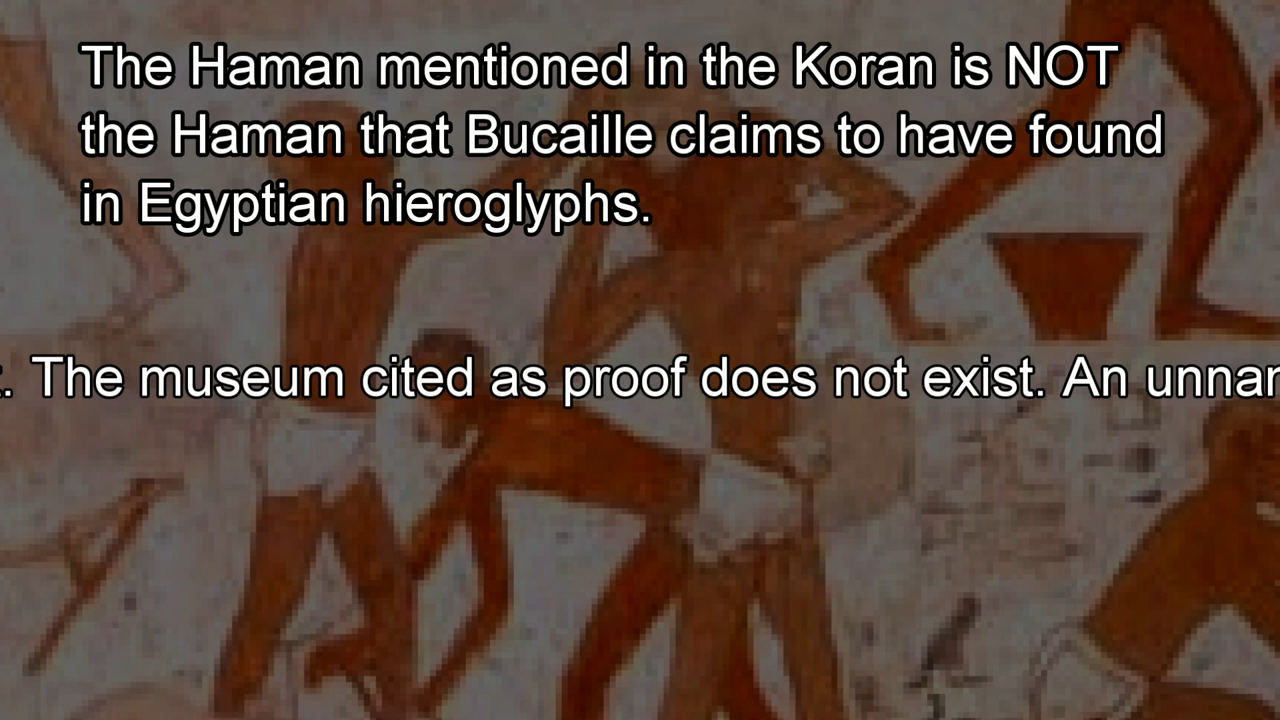 The Haman mentioned in the Koran is NOT
the Haman that Bucaille claims to have found
in Egyptian hieroglyphs.
. The museum cited as proof does not exist. An